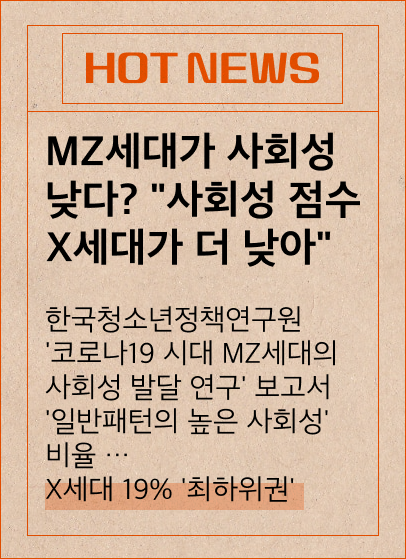 HOT NEWS
MZ세대가 사회성
낮다? "사회성 점수
X세대가 더 낮아"
한국청소년정책연구원
'코로나19 시대 MZ세대의
사회성 발달 연구' 보고서
'일반패턴의 높은 사회성'
비율 …
X세대 19% '최하위권'